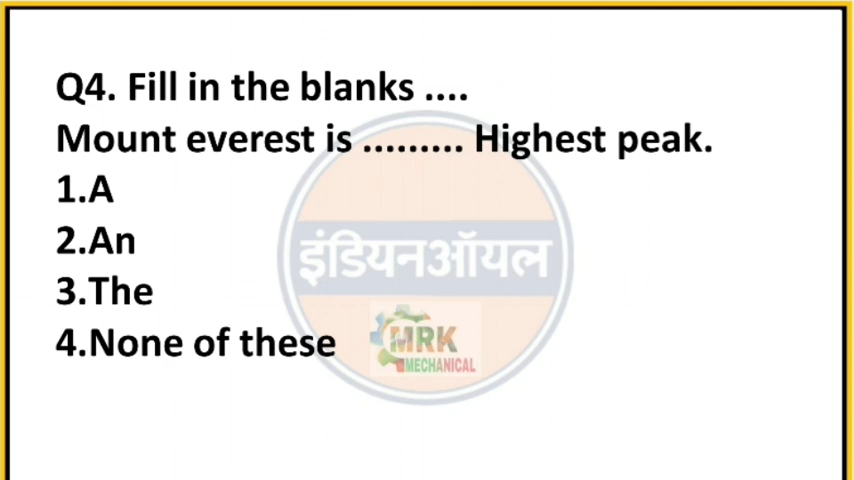 Q4. Fill in the blanks ....
Mount everest is ......... Highest peak.
1.A
2.An
3.The
4.None of these
इंडियनऑयल
MRK
MECHANICAL